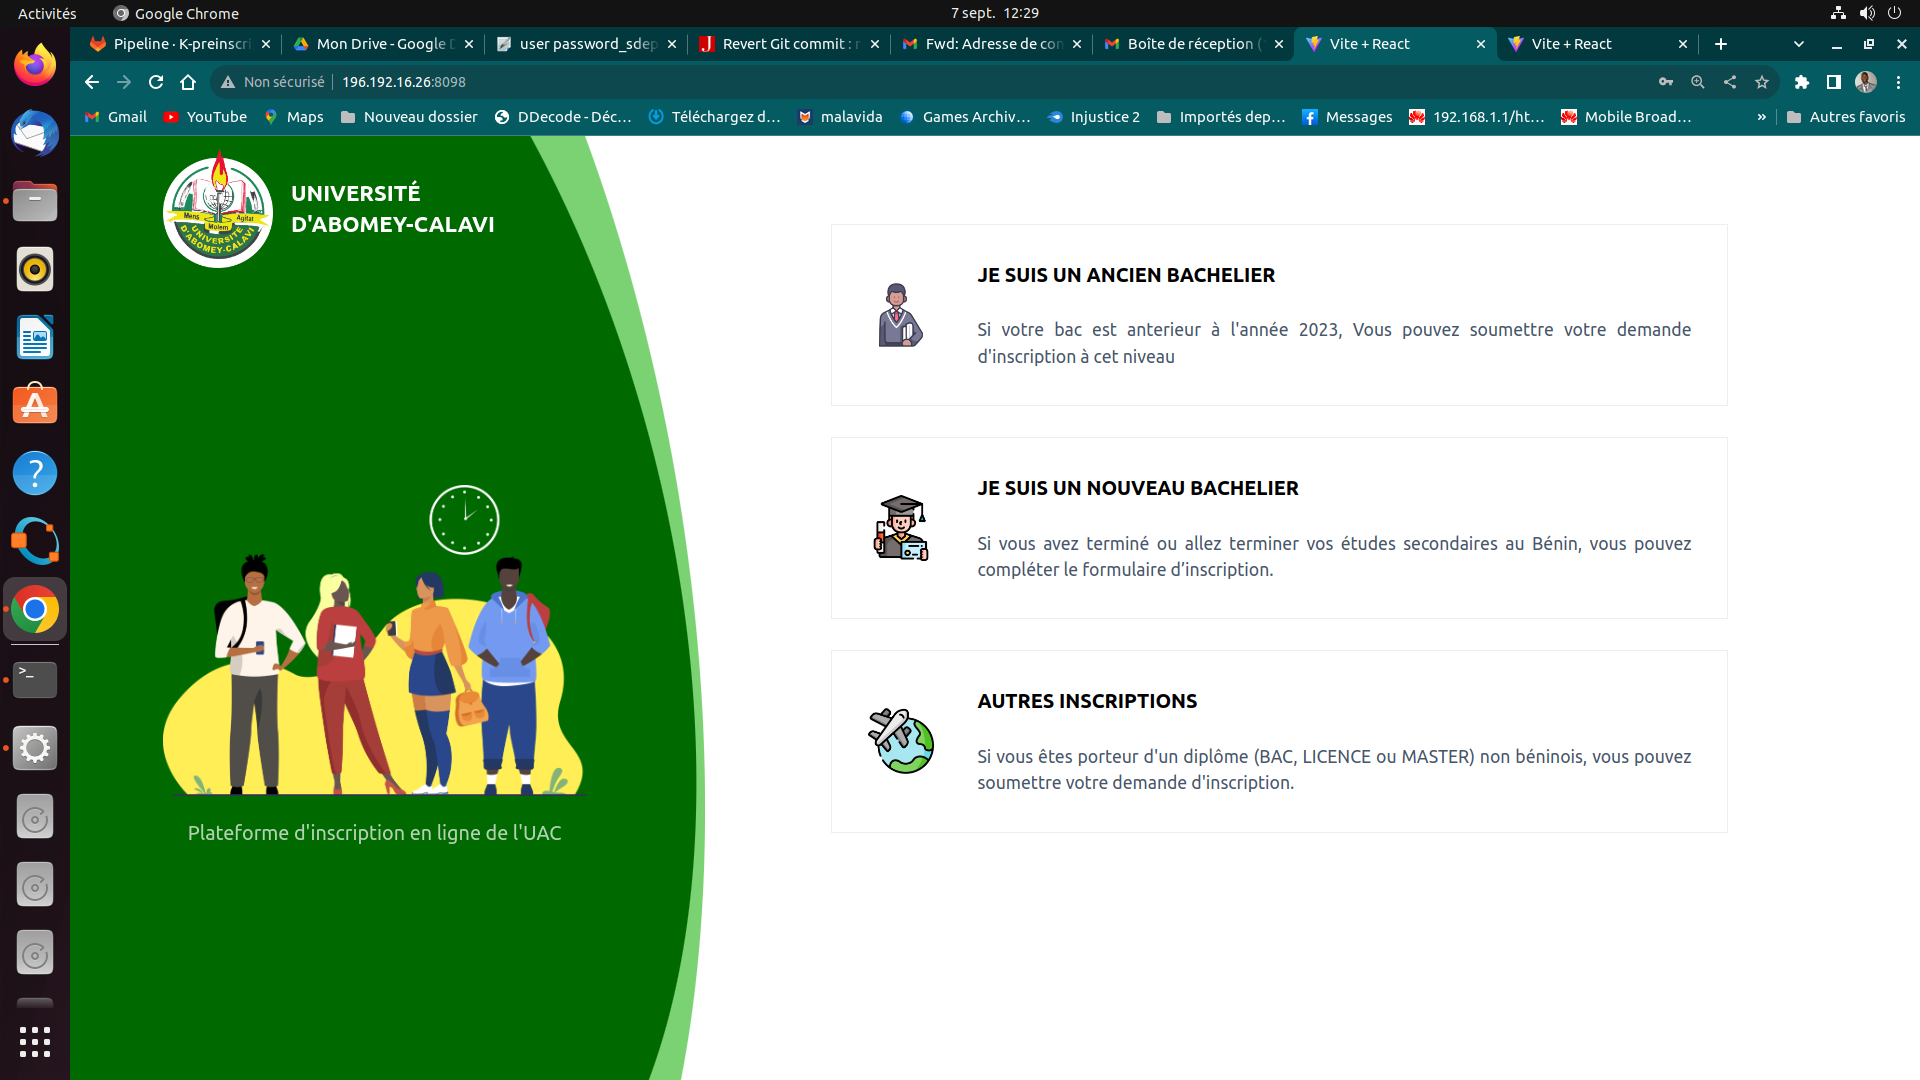 Activités
Google Chrome
7 sept. 12:29
Pipeline · K-preinscri
Mon Drive - Google D
user password_sdep
Revert Git commit : r
Fwd: Adresse de con
Boîte de réception (
Vite + React
Vite + React
Non sécurisé
196.192.16.26:8098
Gmail
YouTube
Maps
Nouveau dossier
DDecode - Déc...
Téléchargez d...
malavida
Games Archiv...
Injustice 2
Importés dep...
Messages
192.168.1.1/ht...
Mobile Broad...
»
Autres favoris
Mens Agitat
Molem
UNIVERSITÉ
D'ABOMEY-CALAVI
UNIVERSITÉ
D'ABOMEY-CALAVI
Plateforme d'inscription en ligne de l'UAC
JE SUIS UN ANCIEN BACHELIER
Si votre bac est anterieur à l'année 2023, Vous pouvez soumettre votre demande
d'inscription à cet niveau
JE SUIS UN NOUVEAU BACHELIER
Si vous avez terminé ou allez terminer vos études secondaires au Bénin, vous pouvez
compléter le formulaire d’inscription.
AUTRES INSCRIPTIONS
Si vous êtes porteur d'un diplôme (BAC, LICENCE ou MASTER) non béninois, vous pouvez
soumettre votre demande d'inscription.